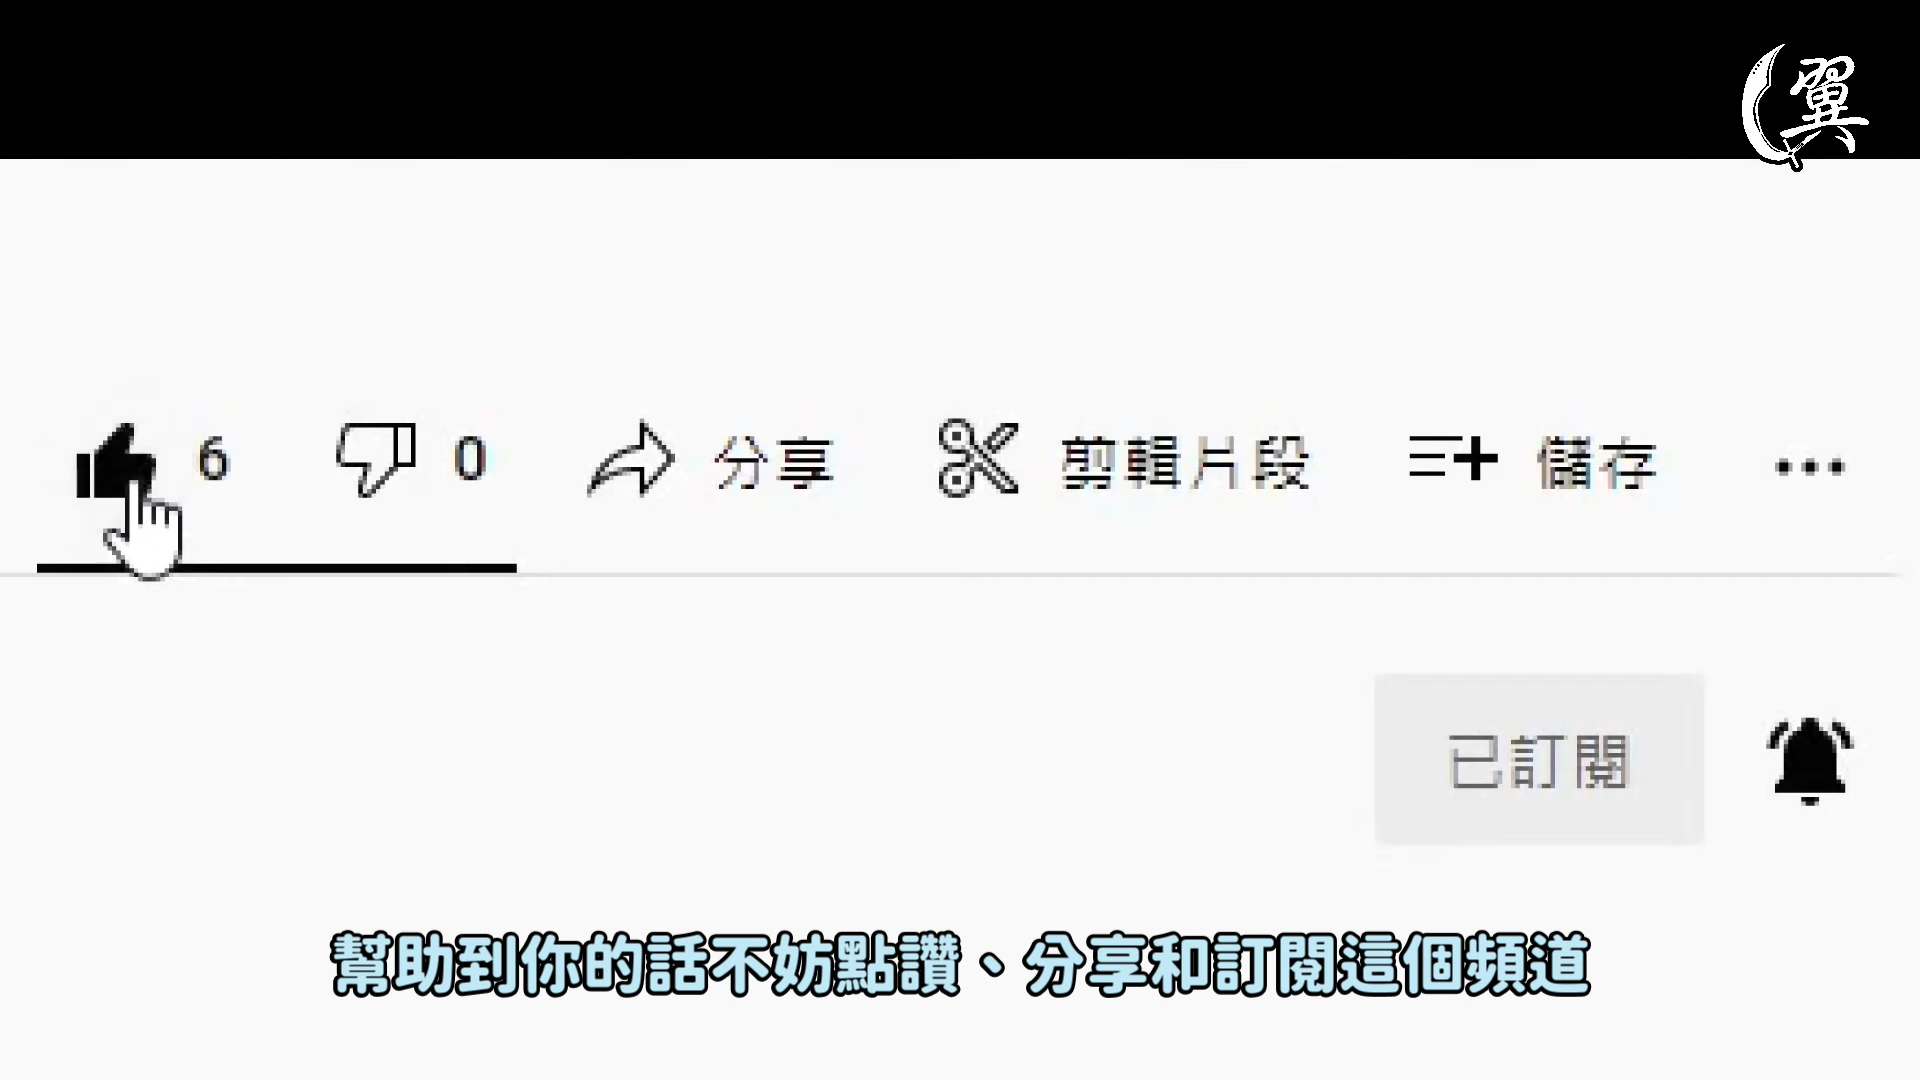 翼
6 0 分享 剪輯片段 儲存
已訂閱
幫助到你的話不妨點讚、分享和訂閱這個頻道